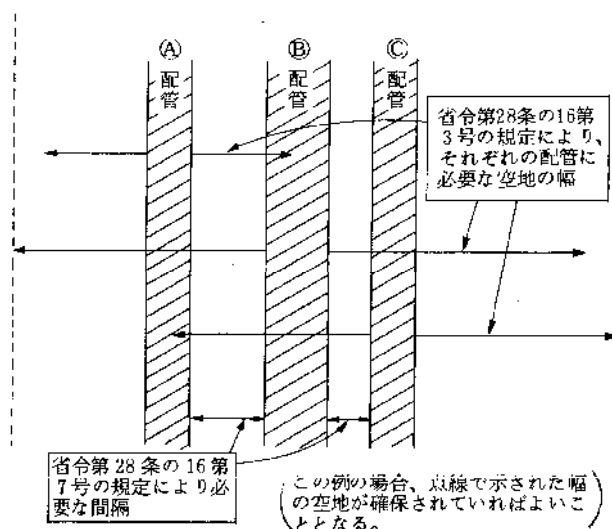 Ⓐ Ⓑ Ⓒ
配管 配管 配管
省令第28条の16第
3号の規定により、
それぞれの配管に
必要な空地の幅
省令第28条の16第
7号の規定により必
要な間隔
(この例の場合、点線で示された幅
の空地が確保されていればよいこ
ととなる。)